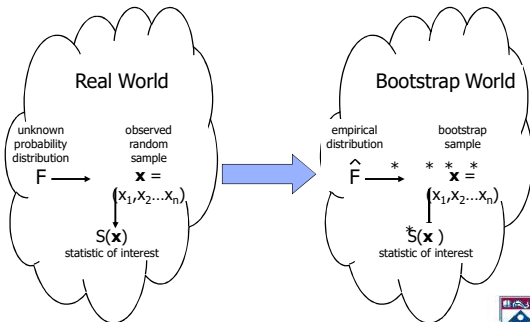 Real World
unknown
probability
distribution
observed
random
sample
F
x =
(x₁,x₂...xₙ)
S(x)
statistic of interest
Bootstrap World
empirical
distribution
bootstrap
sample
F̂
* * * *
x =
(x₁,x₂...xₙ)
*
S(x )
statistic of interest